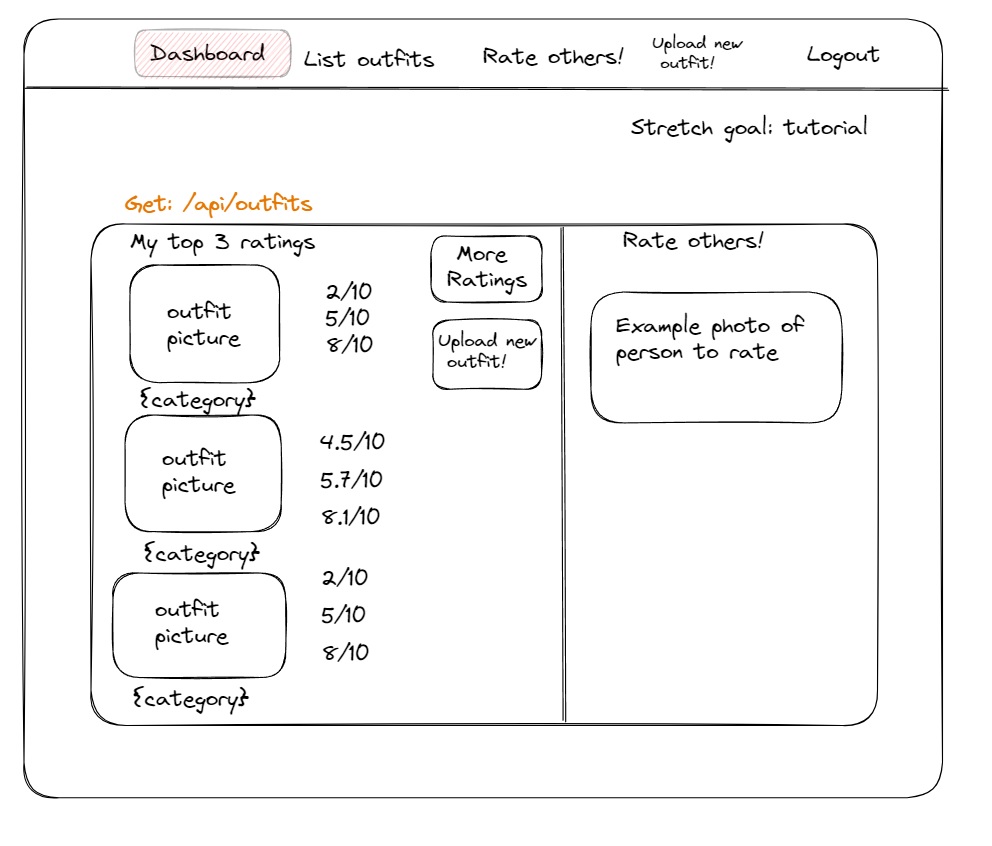 Dashboard
List outfits
Rate others!
Upload new
outfit!
Logout
Stretch goal: tutorial
Get: /api/outfits
My top 3 ratings
outfit
picture
2/10
5/10
8/10
{category}
More
Ratings
Upload new
outfit!
outfit
picture
4.5/10
5.7/10
8.1/10
{category}
outfit
picture
2/10
5/10
8/10
{category}
Rate others!
Example photo of
person to rate